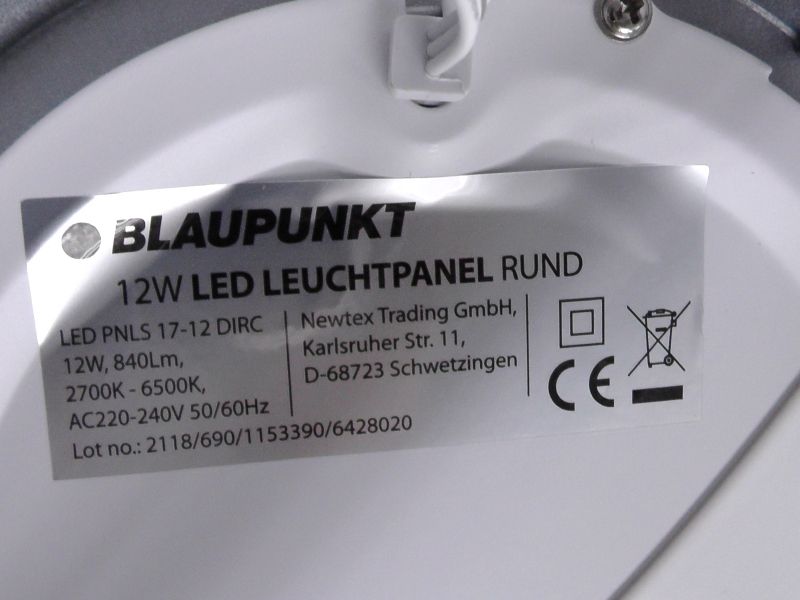 BLAUPUNKT
12W LED LEUCHTPANEL RUND
LED PNLS 17-12 DIRC
12W, 840Lm,
2700K - 6500K,
AC220-240V 50/60Hz
Lot no.: 2118/690/1153390/6428020
Newtex Trading GmbH,
Karlsruher Str. 11,
D-68723 Schwetzingen
CE